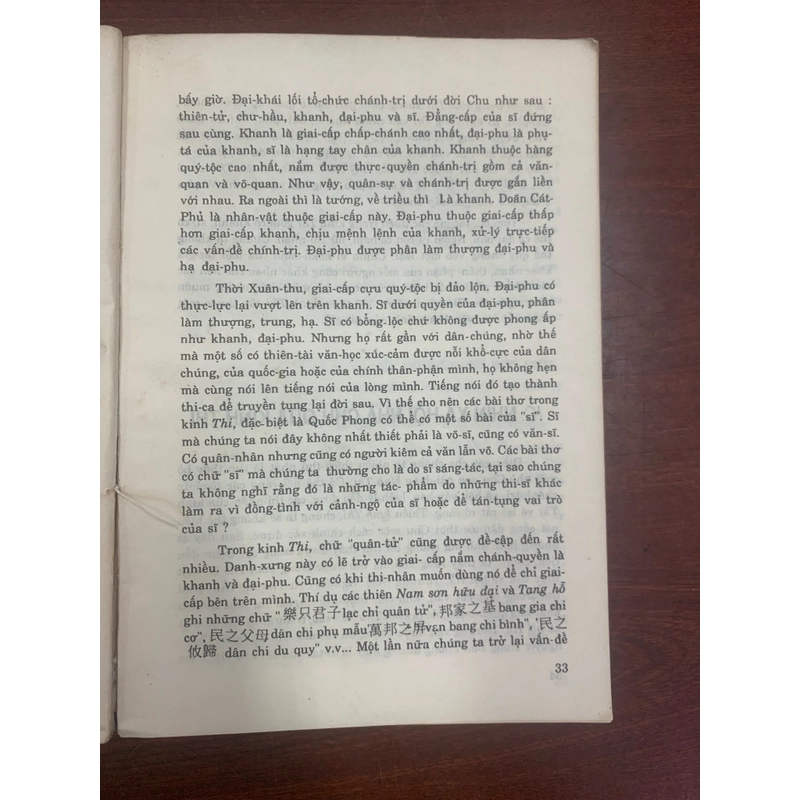 bấy giờ. Đại-khái lối tổ-chức chánh-trị dưới đời Chu như sau :
thiên-tử, chư-hầu, khanh, đại-phu và sĩ. Đẳng-cấp của sĩ đứng
sau cùng. Khanh là giai-cấp chấp-chánh cao nhất, đại-phu là phụ-
tá của khanh, sĩ là hạng tay chân của khanh. Khanh thuộc hàng
quý-tộc cao nhất, nắm được thực-quyền chánh-trị gồm cả văn-
quan và võ-quan. Như vậy, quân-sự và chánh-trị được gắn liền
với nhau. Ra ngoài thì là tướng, về triều thì là khanh. Doãn Cát-
Phủ là nhân-vật thuộc giai-cấp này. Đại-phu thuộc giai-cấp thấp
hơn giai-cấp khanh, chịu mệnh lệnh của khanh, xử-lý trực-tiếp
các vấn-đề chính-trị. Đại-phu được phân làm thượng đại-phu và
hạ đại-phu.
Thời Xuân-thu, giai-cấp cựu quý-tộc bị đảo lộn. Đại-phu có
thực-lực lại vượt lên trên khanh. Sĩ dưới quyền của đại-phu, phân
làm thượng, trung, hạ. Sĩ có bổng-lộc chứ không được phong ấp
như khanh, đại-phu. Nhưng họ rất gần với dân-chúng, nhờ thế
mà một số có thiên-tài văn-học xúc-cảm được nỗi khổ-cực của dân
chúng, của quốc-gia hoặc của chính thân-phận mình, họ không hẹn
mà cùng nói lên tiếng nói của lòng mình. Tiếng nói dó tạo thành
thi-ca để truyền tụng lại đời sau. Vì thế cho nên các bài thơ trong
kinh Thi, đặc-biệt là Quốc Phong có thể có một số bài của "sĩ". Sĩ
mà chúng ta nói đây không nhất thiết phải là võ-sĩ, cũng có văn-sĩ.
Có quân-nhân nhưng cũng có người kiêm cả văn lẫn võ. Các bài thơ
có chữ "sĩ" mà chúng ta thường cho là do sĩ sáng-tác, tại sao chúng
ta không nghĩ rằng đó là những tác- phẩm do những thi-sĩ khác
làm ra vì đồng-tình với cảnh-ngộ của sĩ hoặc để tán-tụng vai trò
của sĩ ?
Trong kinh Thi, chữ "quân-tử" cũng được đề-cập đến rất
nhiều. Danh-xưng này có lẽ trở vào giai- cấp nắm chánh-quyền là
khanh và đại-phu. Cũng có khi thi-nhân muốn dùng nó để chỉ giai-
cấp bên trên mình. Thí dụ các thiên Nam sơn hữu đại và Tang hỗ
ghi những chữ " 樂只君子 lạc chỉ quân tử", 邦家之基 bang gia chi
cơ", 民之父母 dân chi phụ mẫu 萬邦之屏 vạn bang chi bình", '民之
攸歸 dân chi du quy" v.v... Một lần nữa chúng ta trở lại vấn-đề
33